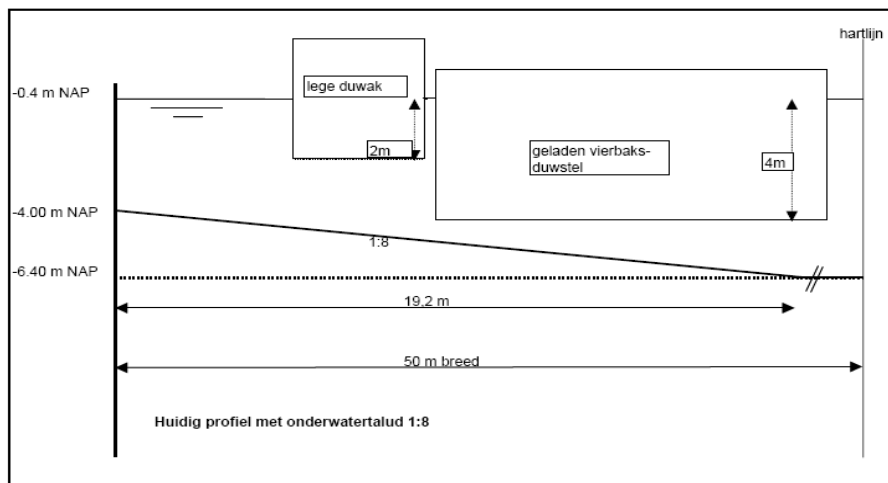 hartlijn
-0.4 m NAP
lege duwak
2m
geladen vierbaks-
duwstel
4m
-4.00 m NAP
1:8
-6.40 m NAP
19,2 m
50 m breed
Huidig profiel met onderwatertalud 1:8